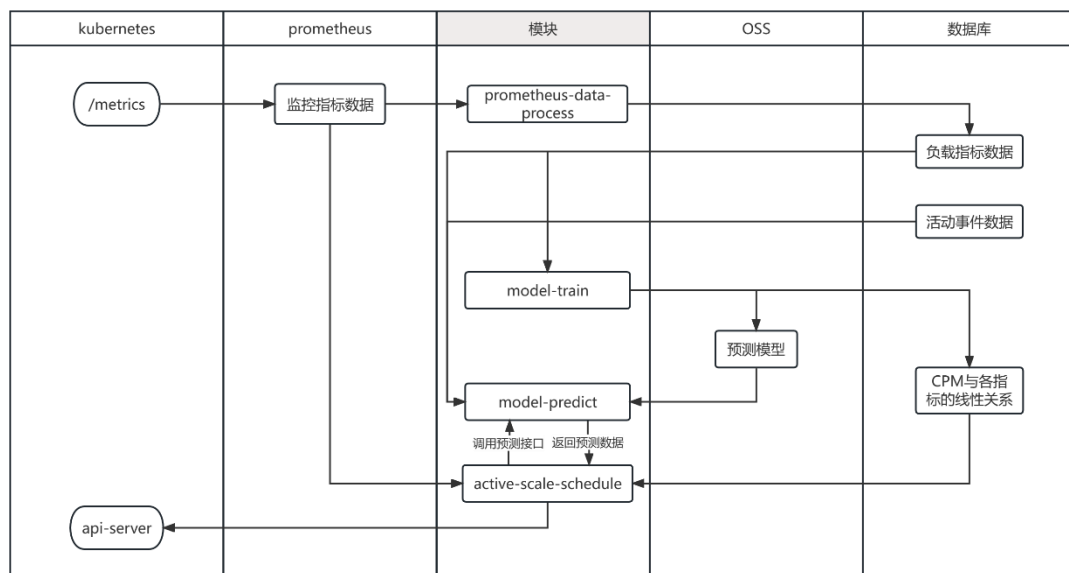 kubernetes
prometheus
模块
OSS
数据库
/metrics
监控指标数据
prometheus-data-
process
负载指标数据
活动事件数据
model-train
预测模型
CPM与各指
标的线性关系
model-predict
调用预测接口
返回预测数据
active-scale-schedule
api-server